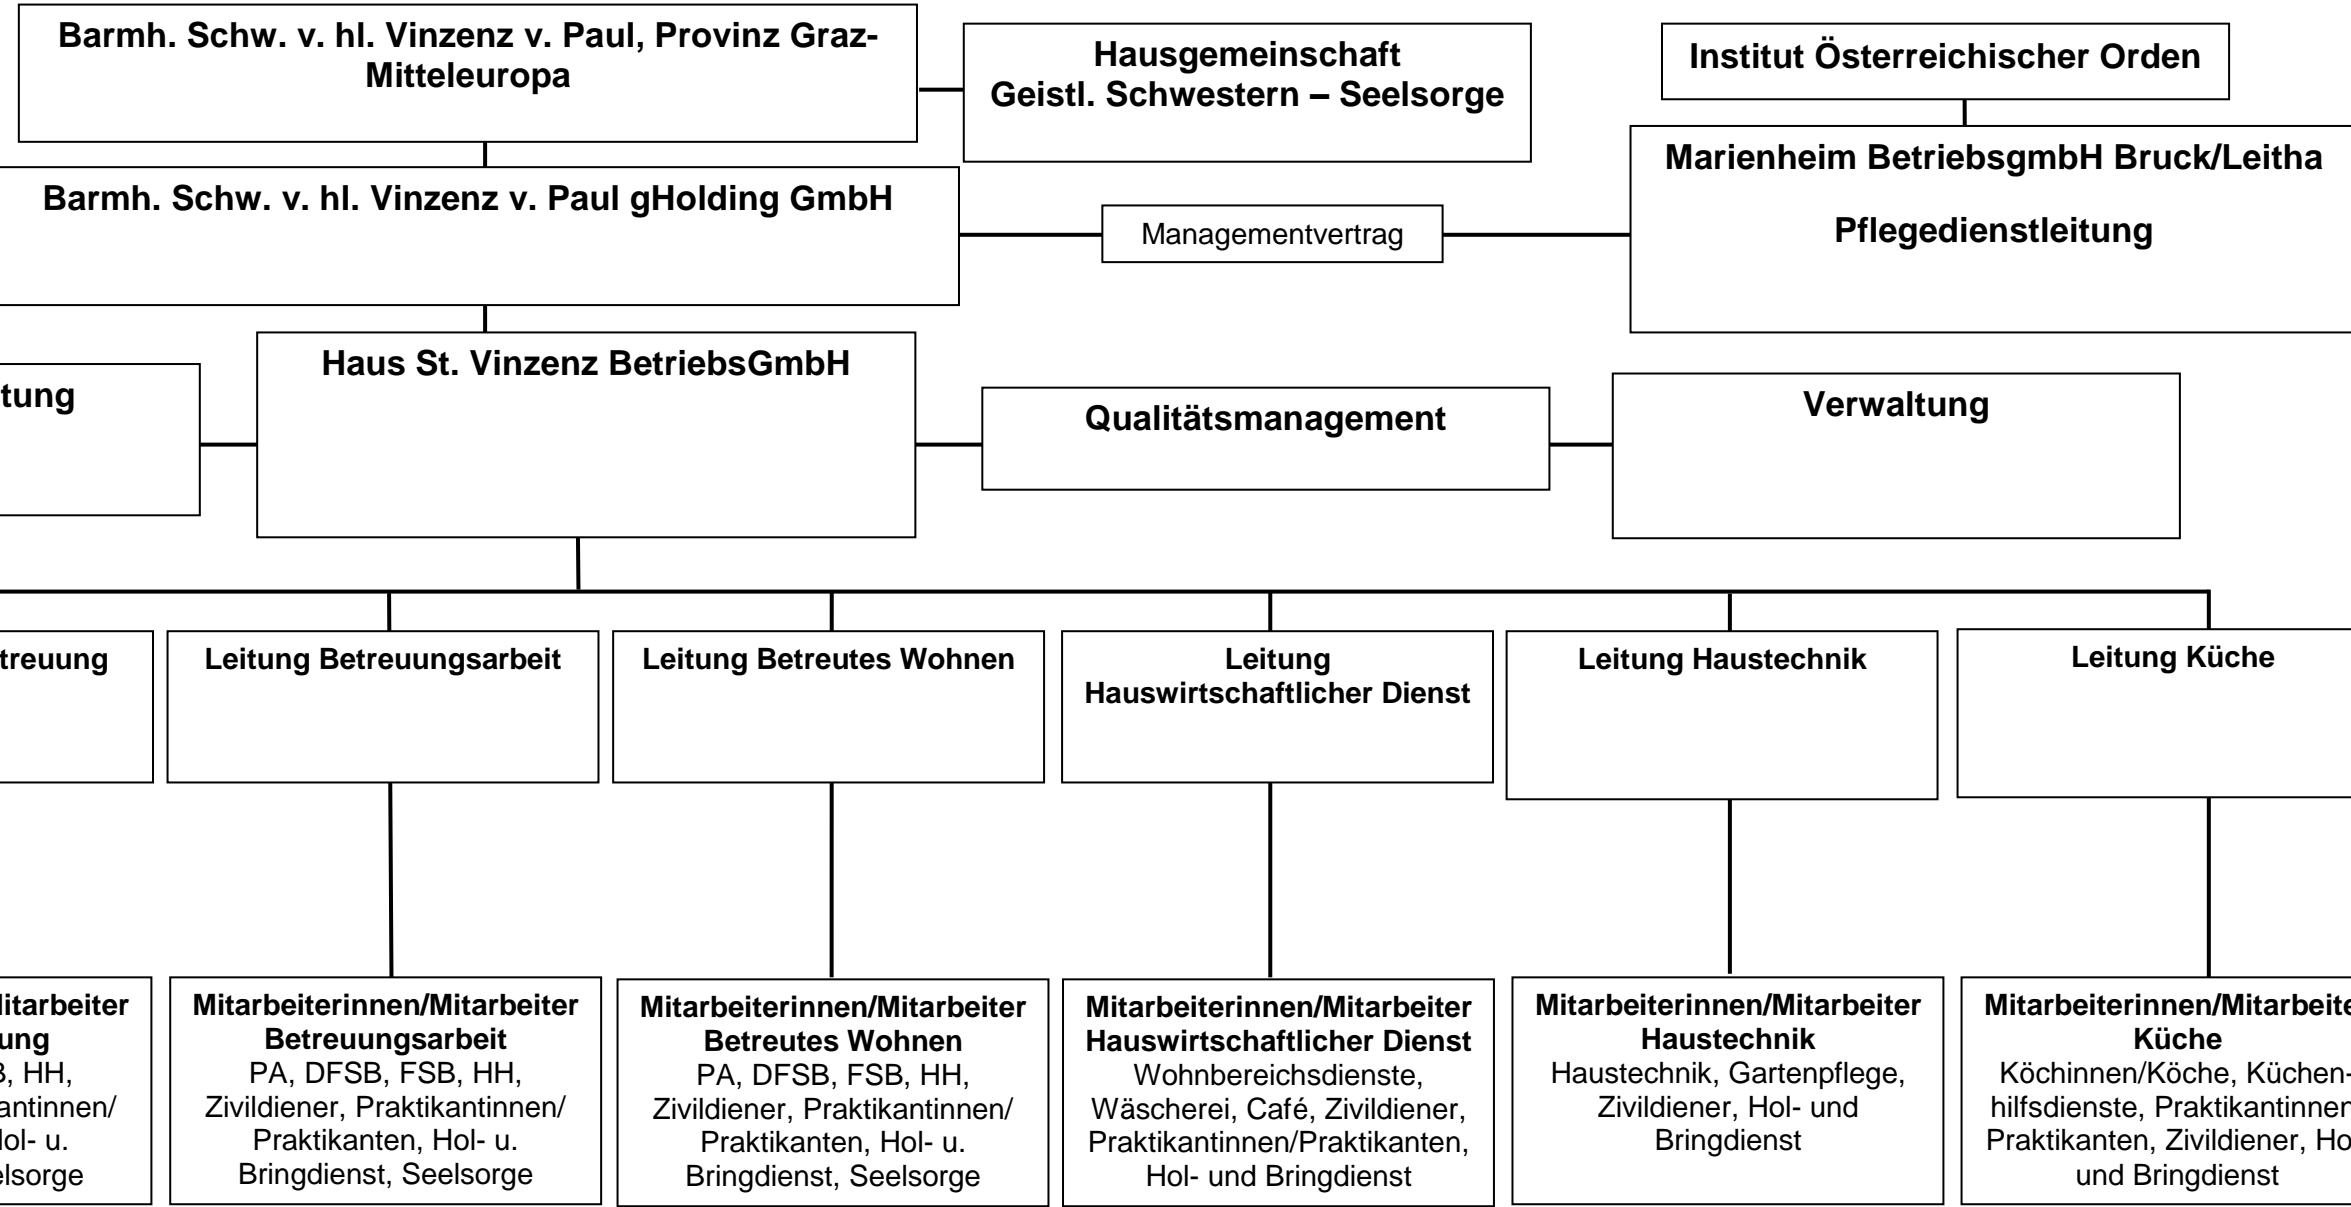 Barmh. Schw. v. hl. Vinzenz v. Paul, Provinz Graz-
Mitteleuropa
Hausgemeinschaft
Geistl. Schwestern – Seelsorge
Institut Österreichischer Orden
Barmh. Schw. v. hl. Vinzenz v. Paul gHolding GmbH
Managementvertrag
Marienheim BetriebsgmbH Bruck/Leitha
Pflegedienstleitung
tung
Haus St. Vinzenz BetriebsGmbH
Qualitätsmanagement
Verwaltung
treuung
Leitung Betreuungsarbeit
Leitung Betreutes Wohnen
Leitung
Hauswirtschaftlicher Dienst
Leitung Haustechnik
Leitung Küche
itarbeiter
ung
, HH,
antinnen/
ol- u.
elsorge
Mitarbeiterinnen/Mitarbeiter
Betreuungsarbeit
PA, DFSB, FSB, HH,
Zivildiener, Praktikantinnen/
Praktikanten, Hol- u.
Bringdienst, Seelsorge
Mitarbeiterinnen/Mitarbeiter
Betreutes Wohnen
PA, DFSB, FSB, HH,
Zivildiener, Praktikantinnen/
Praktikanten, Hol- u.
Bringdienst, Seelsorge
Mitarbeiterinnen/Mitarbeiter
Hauswirtschaftlicher Dienst
Wohnbereichsdienste,
Wäscherei, Café, Zivildiener,
Praktikantinnen/Praktikanten,
Hol- und Bringdienst
Mitarbeiterinnen/Mitarbeiter
Haustechnik
Haustechnik, Gartenpflege,
Zivildiener, Hol- und
Bringdienst
Mitarbeiterinnen/Mitarbeite
Küche
Köchinnen/Köche, Küchen-
hilfsdienste, Praktikantinnen
Praktikanten, Zivildiener, Ho
und Bringdienst